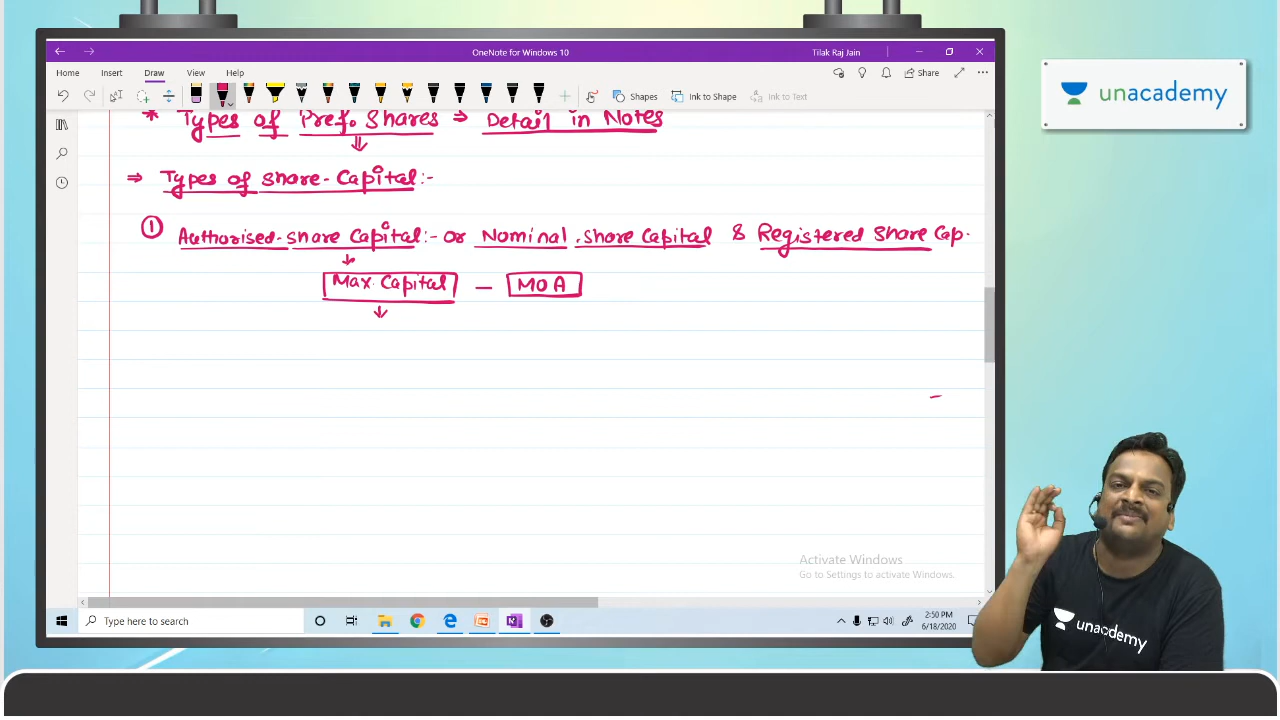 OneNote for Windows 10
Tilak Raj Jain
Home Insert Draw View Help
Share
Shapes Ink to Shape Ink to Text
* Types of Pref. Shares ⇒ Detail in Notes
⇒ Types of Share-Capital:-
① Authorised-share Capital:- or Nominal share Capital & Registered Share Cap.
Max. Capital — MOA
Activate Windows
Go to Settings to activate Windows.
Type here to search
2:50 PM
6/18/2020
unacademy
unacademy